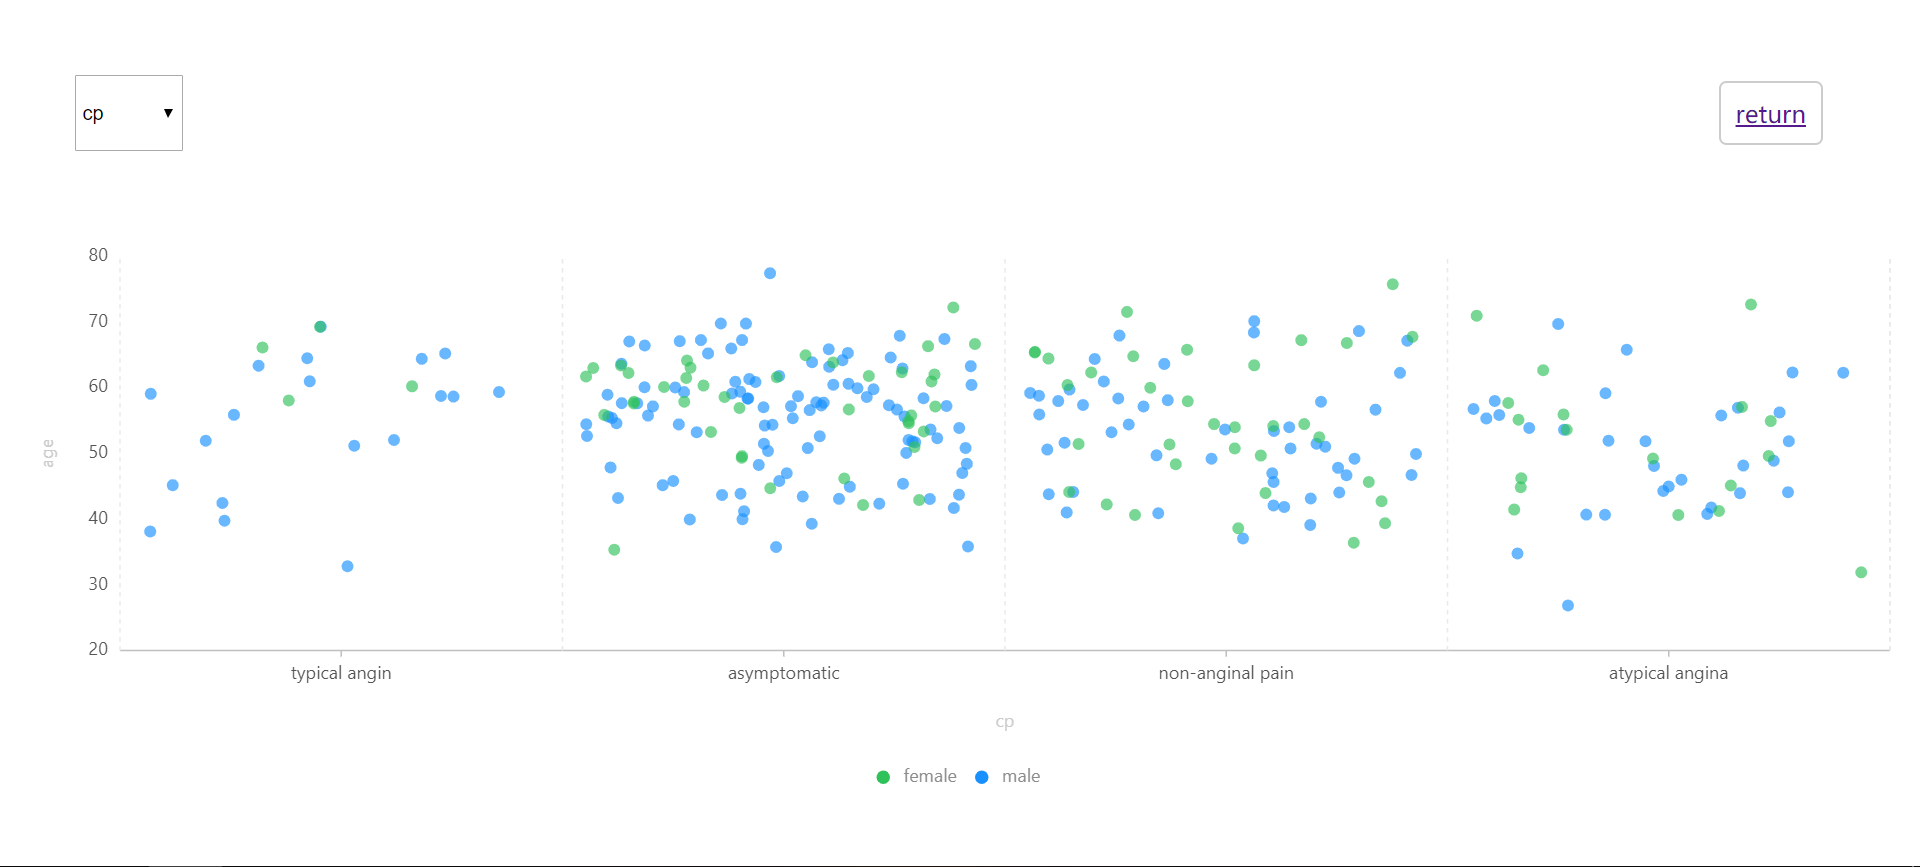 cp ▼
return
80
70
60
50
40
30
20
age
typical angin
asymptomatic
non-anginal pain
atypical angina
cp
female
male